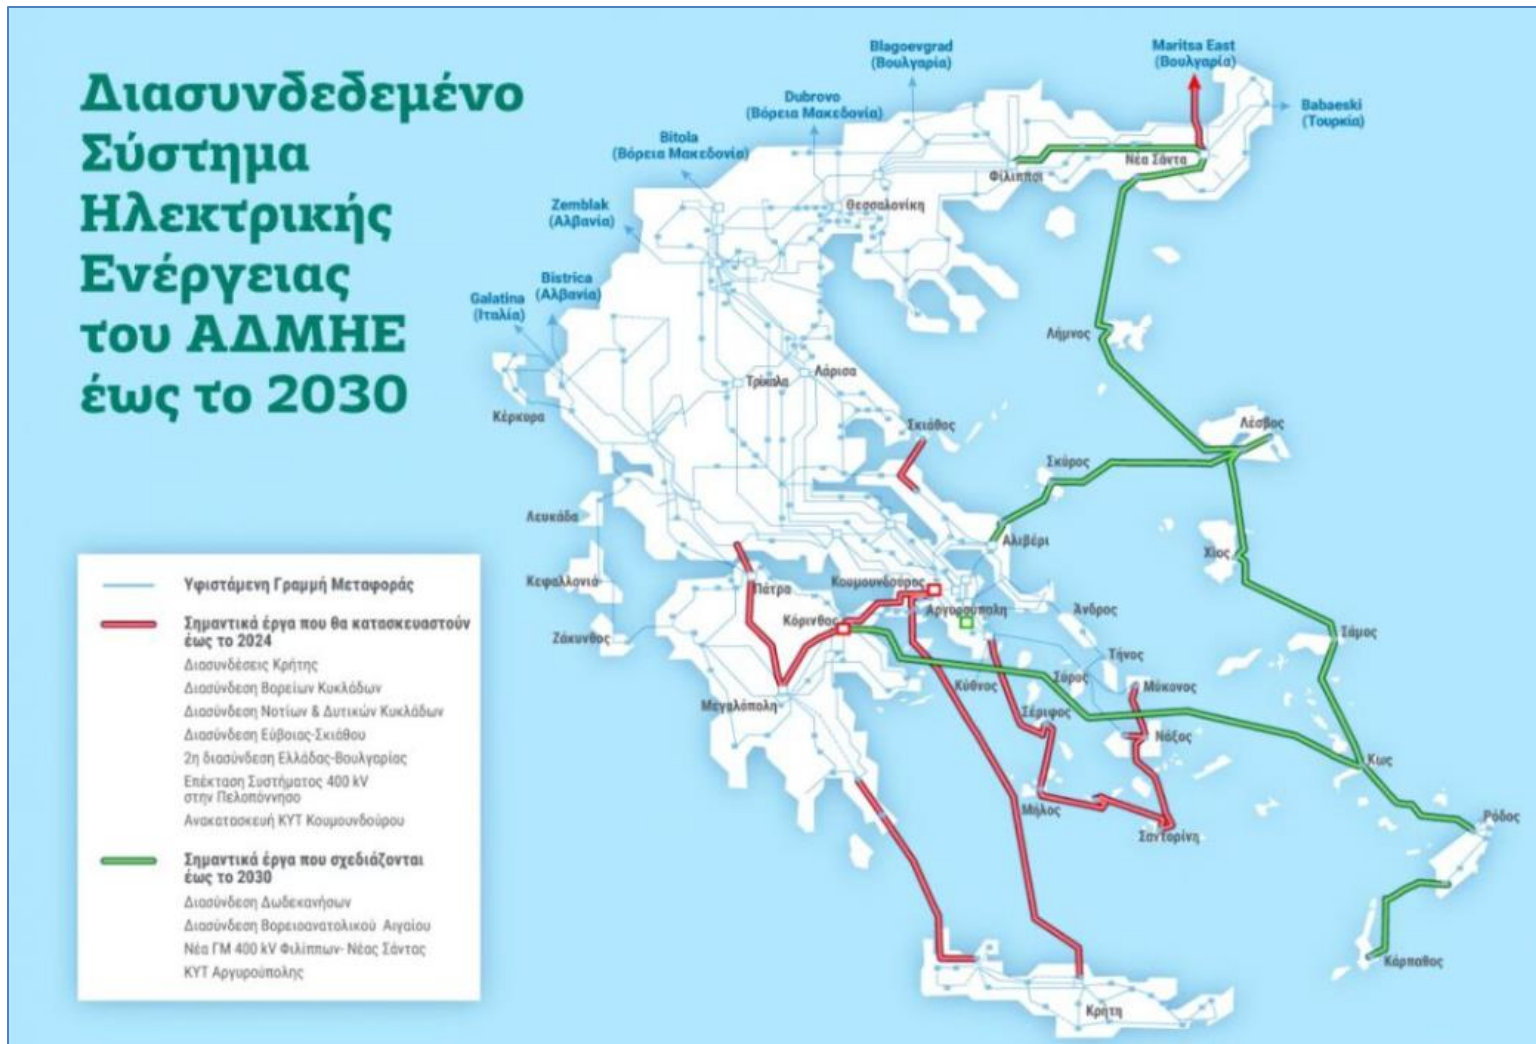 Διασυνδεδεμένο
Σύστημα
Ηλεκτρικής
Ενέργειας
του ΑΔΜΗΕ
έως το 2030
Blagoevgrad
(Βουλγαρία)
Maritsa East
(Βουλγαρία)
Dubrovo
(Βόρεια Μακεδονία)
Babaeski
(Τουρκία)
Bitola
(Βόρεια Μακεδονία)
Νέα Σάντα
Φίλιπποι
Zemblak
(Αλβανία)
Θεσσαλονίκη
Bistrica
(Αλβανία)
Galatina
(Ιταλία)
Λήμνος
Λάρισα
Τρίκαλα
Κέρκυρα
Σκιάθος
Λέσβος
Σκύρος
Λευκάδα
Αλιβέρι
Χίος
Κεφαλλονιά
Πάτρα
Κουμουνδούρος
Αργυρούπολη
Άνδρος
Κόρινθος
Ζάκυνθος
Σάμος
Τήνος
Σύρος
Κύθνος
Μύκονος
Μεγαλόπολη
Σέριφος
Νάξος
Κως
Μήλος
Σαντορίνη
Ρόδος
Κάρπαθος
Κρήτη
Υφιστάμενη Γραμμή Μεταφοράς
Σημαντικά έργα που θα κατασκευαστούν
έως το 2024
Διασυνδέσεις Κρήτης
Διασύνδεση Βορείων Κυκλάδων
Διασύνδεση Νοτίων & Δυτικών Κυκλάδων
Διασύνδεση Εύβοιας-Σκιάθου
2η διασύνδεση Ελλάδας-Βουλγαρίας
Επέκταση Συστήματος 400 kV
στην Πελοπόννησο
Ανακατασκευή ΚΥΤ Κουμουνδούρου
Σημαντικά έργα που σχεδιάζονται
έως το 2030
Διασύνδεση Δωδεκανήσων
Διασύνδεση Βορειοανατολικού Αιγαίου
Νέα ΓΜ 400 kV Φιλίππων- Νέας Σάντας
ΚΥΤ Αργυρούπολης